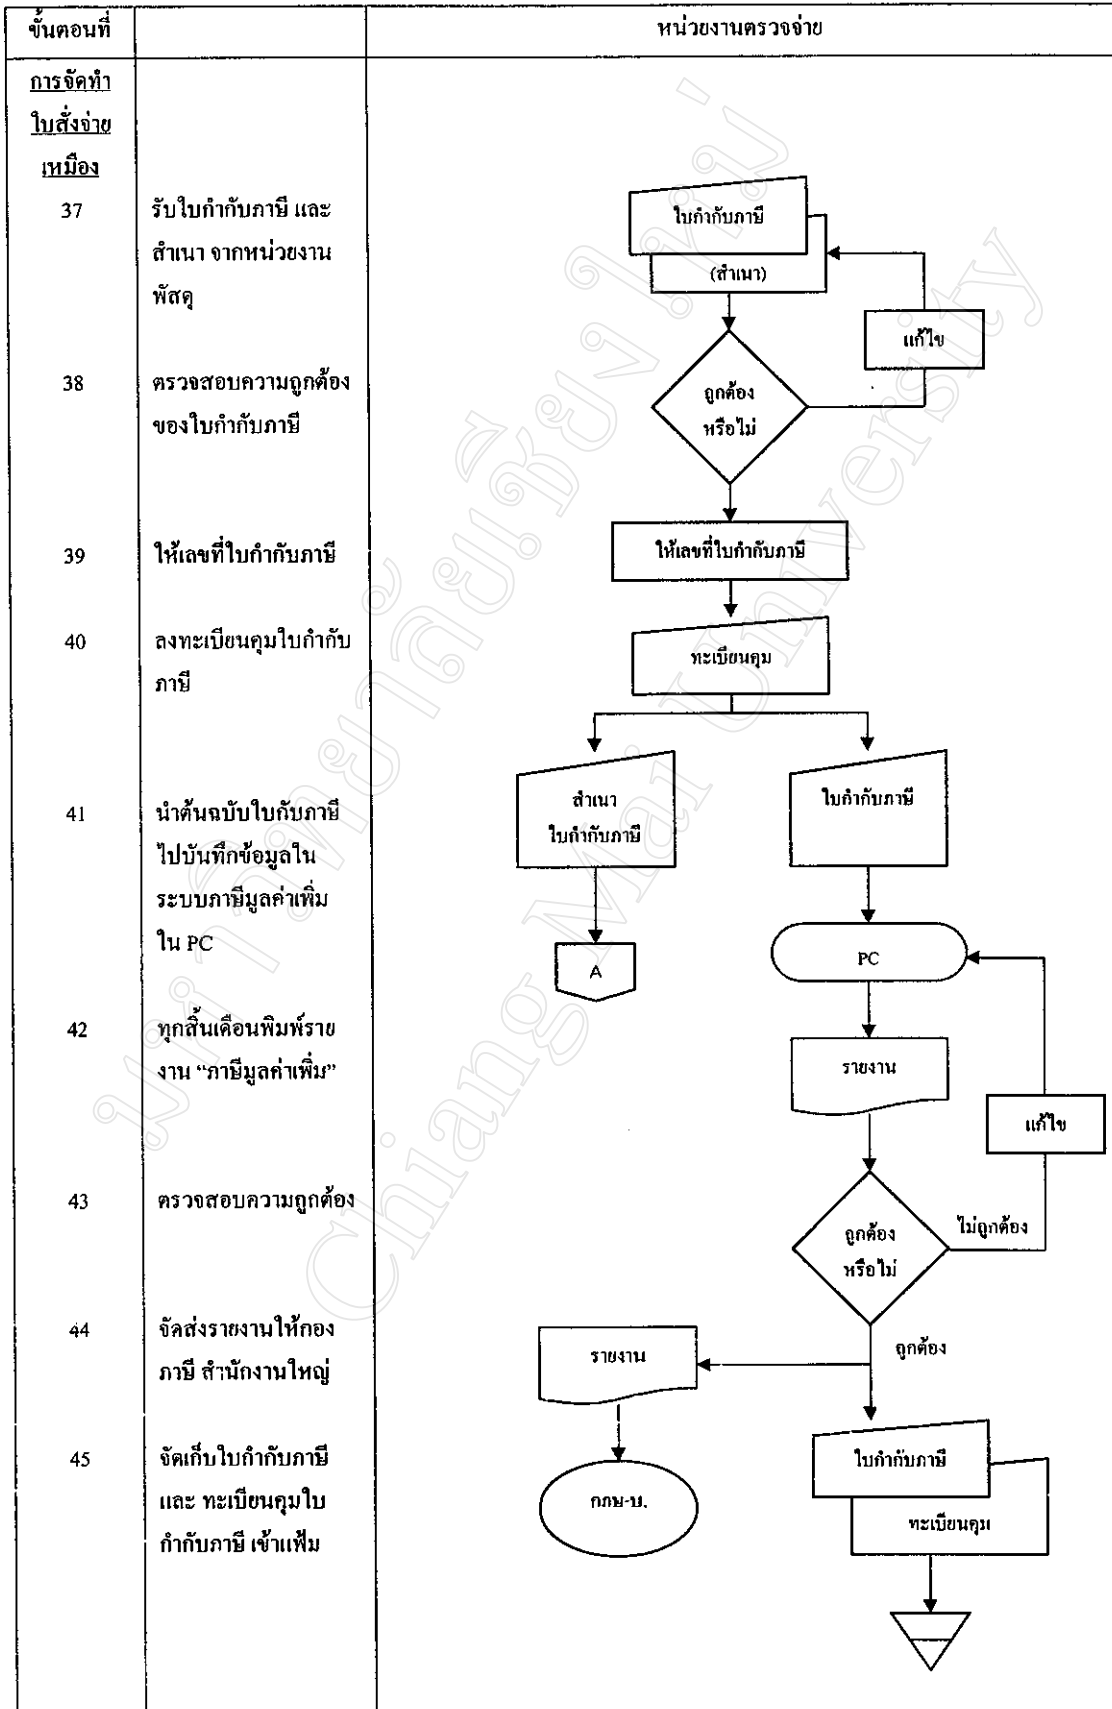 ขั้นตอนที่
หน่วยงานตรวจจ่าย
การจัดทำ
ใบสั่งจ่าย
เหมือง
37
รับใบกำกับภาษี และ
สำเนา จากหน่วยงาน
พัสดุ
ใบกำกับภาษี
(สำเนา)
แก้ไข
38
ตรวจสอบความถูกต้อง
ของใบกำกับภาษี
ถูกต้อง
หรือไม่
39
ให้เลขที่ใบกำกับภาษี
ให้เลขที่ใบกำกับภาษี
40
ลงทะเบียนคุมใบกำกับ
ภาษี
ทะเบียนคุม
41
นำต้นฉบับใบกับภาษี
ไปบันทึกข้อมูลใน
ระบบภาษีมูลค่าเพิ่ม
ใน PC
สำเนา
ใบกำกับภาษี
ใบกำกับภาษี
A
PC
42
ทุกสิ้นเดือนพิมพ์ราย
งาน “ภาษีมูลค่าเพิ่ม”
รายงาน
แก้ไข
43
ตรวจสอบความถูกต้อง
ถูกต้อง
หรือไม่
ไม่ถูกต้อง
44
จัดส่งรายงานให้กอง
ภาษี สำนักงานใหญ่
รายงาน
ถูกต้อง
45
จัดเก็บใบกำกับภาษี
และ ทะเบียนคุมใบ
กำกับภาษี เข้าแฟ้ม
กกษ-บ.
ใบกำกับภาษี
ทะเบียนคุม
มหาวิทยาลัยเชียงใหม่
Chiang Mai University